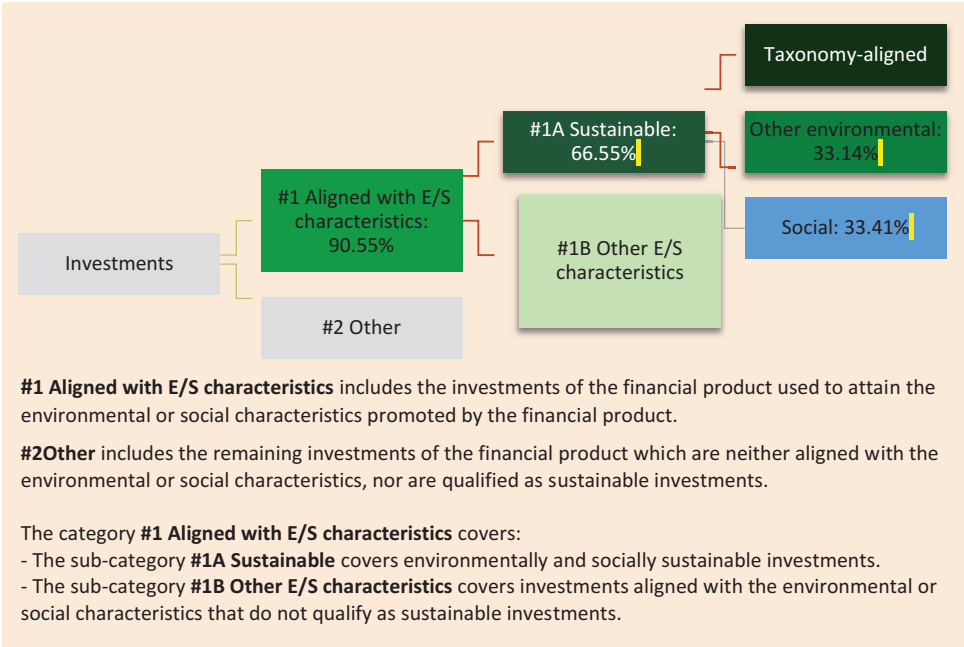 Taxonomy-aligned
#1A Sustainable:
66.55%
Other environmental:
33.14%
#1 Aligned with E/S
characteristics:
90.55%
#1B Other E/S
characteristics
Social: 33.41%
Investments
#2 Other
#1 Aligned with E/S characteristics includes the investments of the financial product used to attain the
environmental or social characteristics promoted by the financial product.
#2Other includes the remaining investments of the financial product which are neither aligned with the
environmental or social characteristics, nor are qualified as sustainable investments.
The category #1 Aligned with E/S characteristics covers:
- The sub-category #1A Sustainable covers environmentally and socially sustainable investments.
- The sub-category #1B Other E/S characteristics covers investments aligned with the environmental or
social characteristics that do not qualify as sustainable investments.